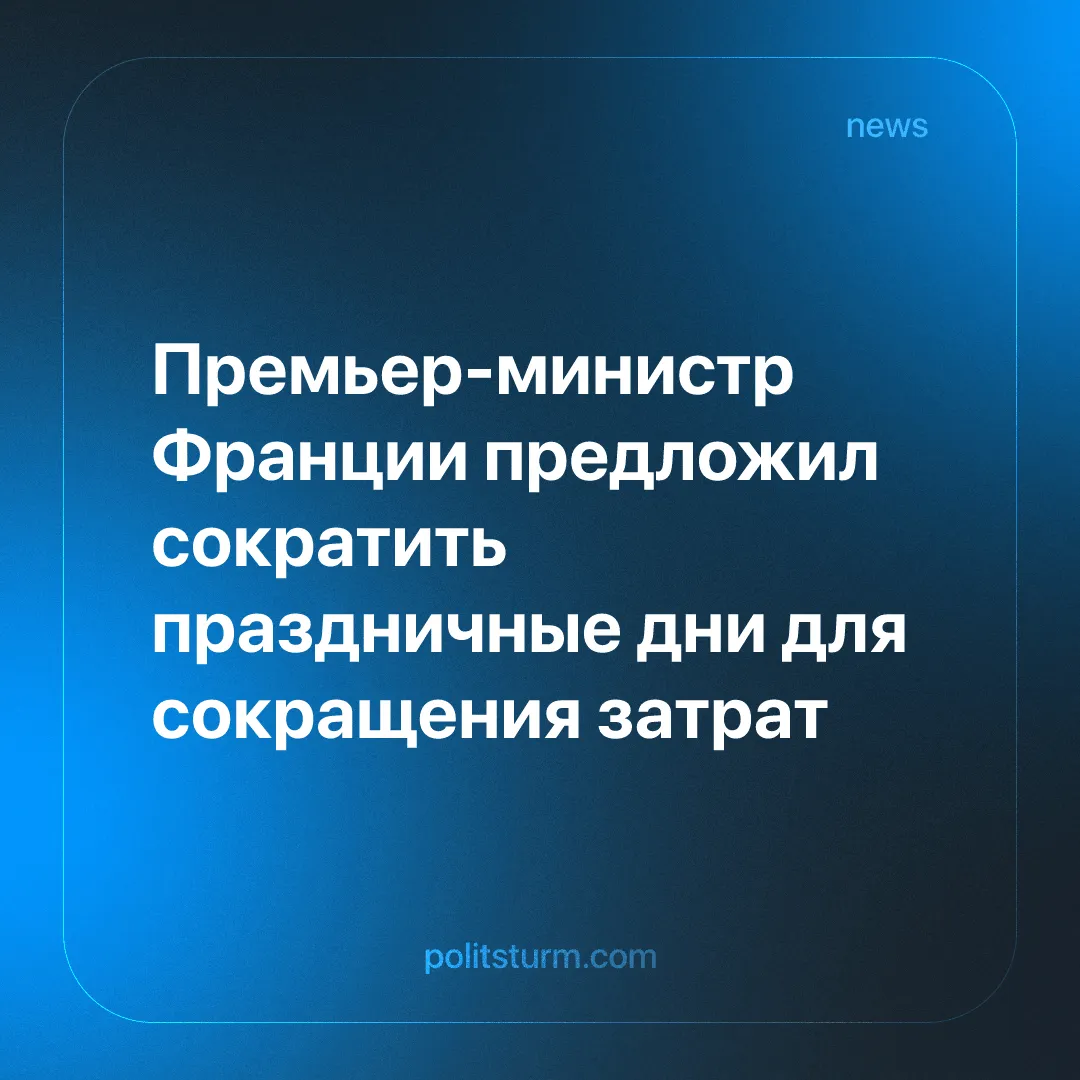 news
Премьер-министр
Франции предложил
сократить
праздничные дни для
сокращения затрат
politsturm.com